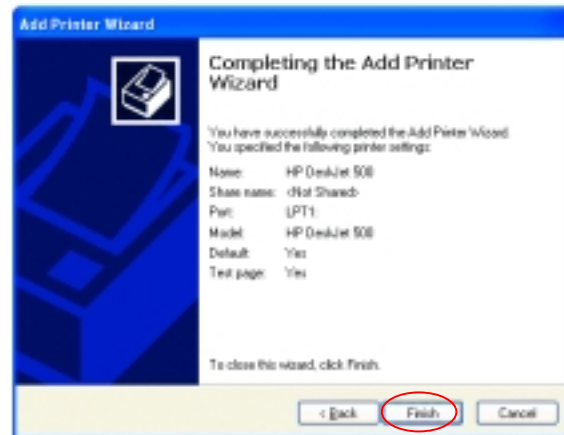 Add Printer Wizard
Completing the Add Printer
Wizard
You have successfully completed the Add Printer Wizard.
You specified the following printer settings:
Name: HP DeskJet 500
Share name: <Not Shared>
Port: LPT1:
Model: HP DeskJet 500
Default: Yes
Test page: Yes
To close this wizard, click Finish.
< Back Finish Cancel